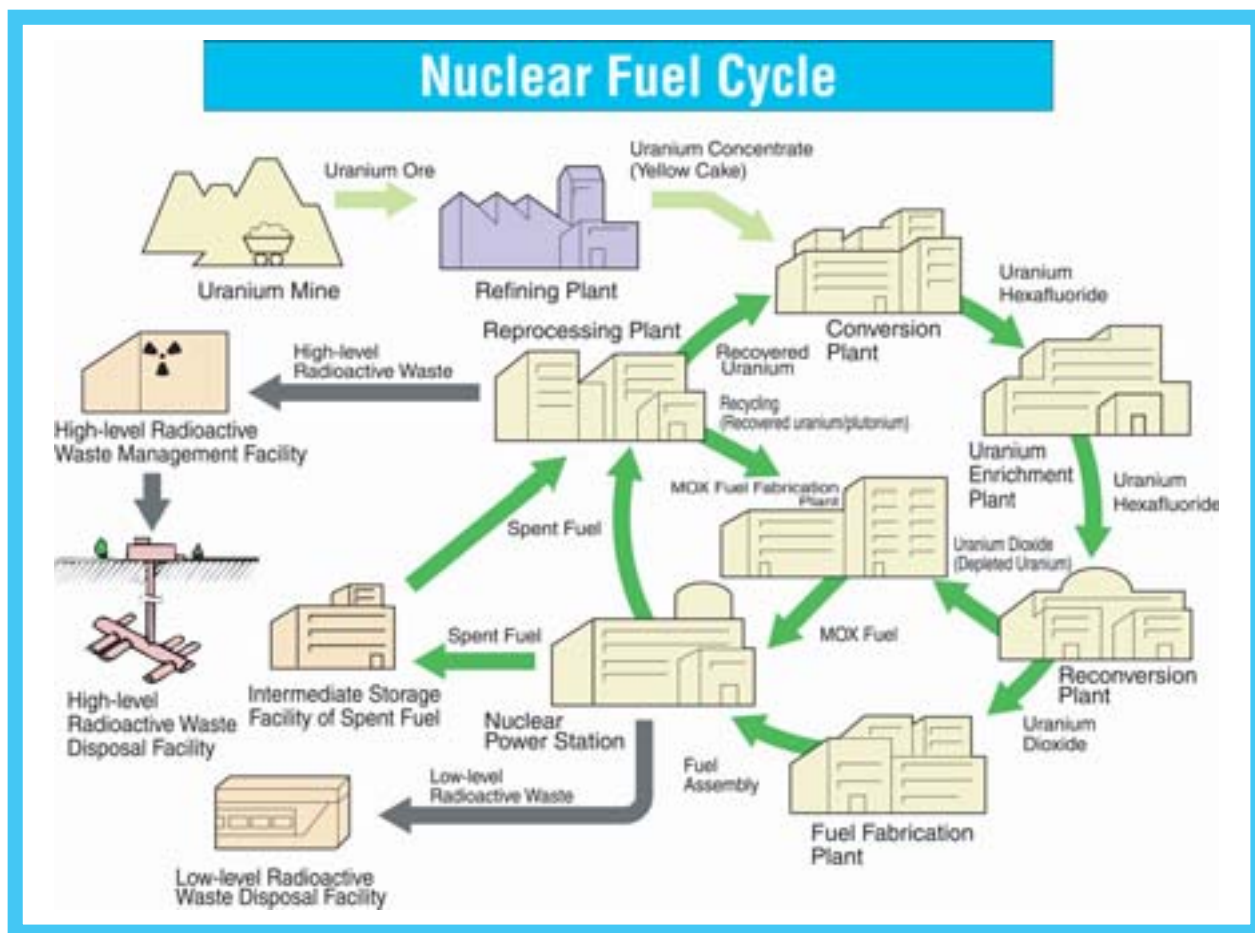 Nuclear Fuel Cycle
Uranium Ore
Uranium Concentrate
(Yellow Cake)
Uranium Mine
Refining Plant
Uranium
Hexafluoride
Conversion
Plant
Reprocessing Plant
High-level
Radioactive Waste
Recovered
Uranium
Recycling
(Recovered uranium/plutonium)
High-level Radioactive
Waste Management Facility
Uranium
Enrichment
Plant
Uranium
Hexafluoride
MOX Fuel Fabrication
Plant
Spent Fuel
Uranium Dioxide
(Depleted Uranium)
Spent Fuel
MOX Fuel
Reconversion
Plant
High-level
Radioactive Waste
Disposal Facility
Intermediate Storage
Facility of Spent Fuel
Nuclear
Power Station
Uranium
Dioxide
Fuel
Assembly
Low-level
Radioactive Waste
Fuel Fabrication
Plant
Low-level Radioactive
Waste Disposal Facility